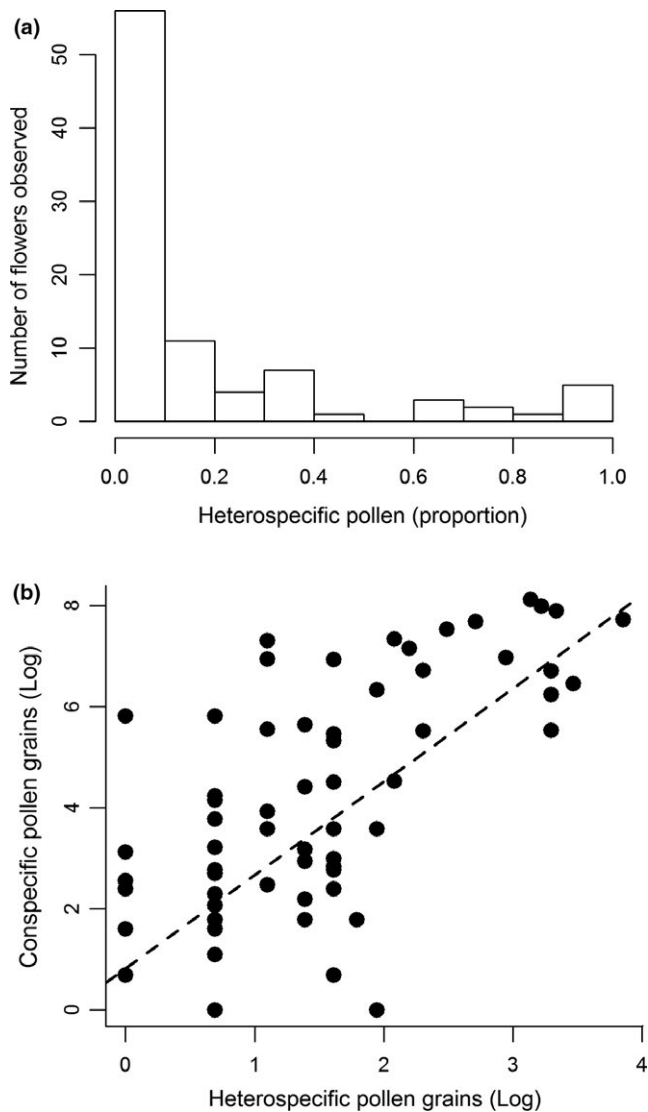 (a)
Number of flowers observed
50
40
30
20
10
0
0.0 0.2 0.4 0.6 0.8 1.0
Heterospecific pollen (proportion)
(b)
Conspecific pollen grains (Log)
8
6
4
2
0
0 1 2 3 4
Heterospecific pollen grains (Log)